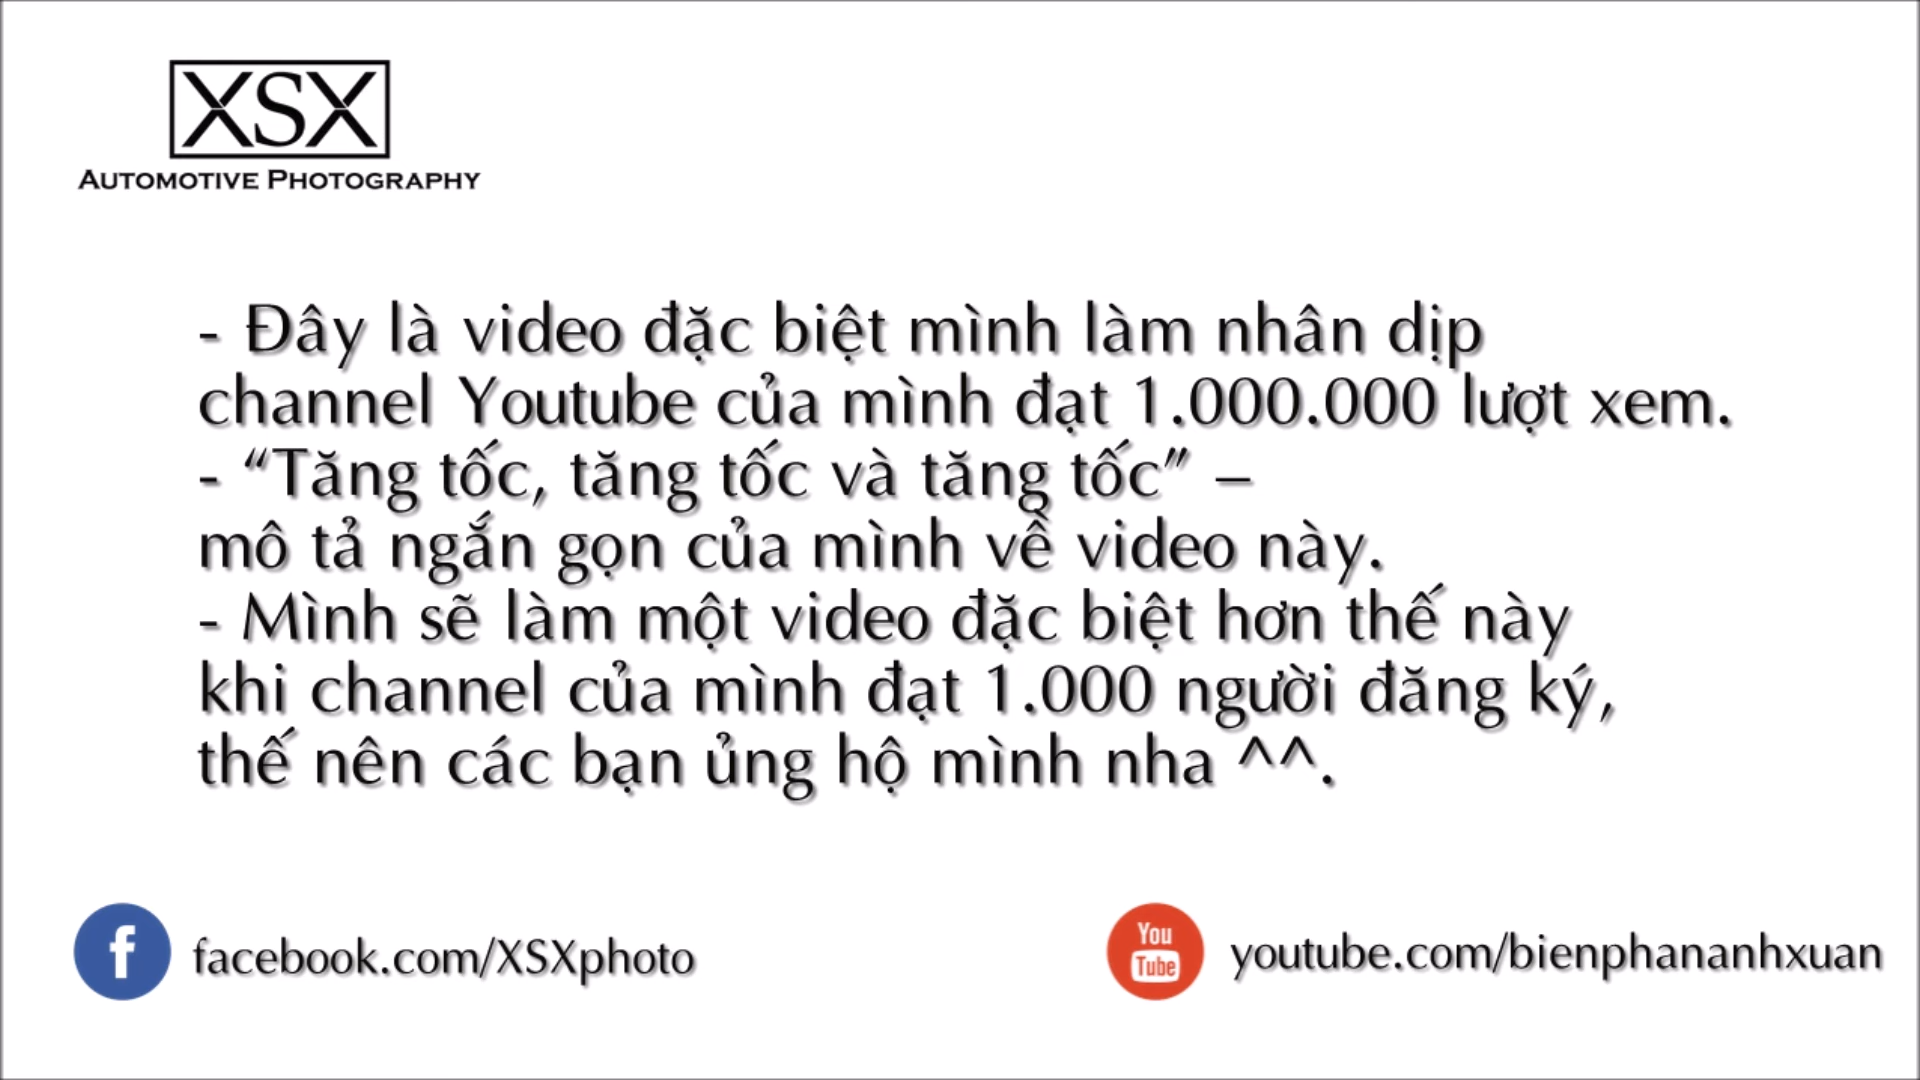 XSX
AUTOMOTIVE PHOTOGRAPHY
- Đây là video đặc biệt mình làm nhân dịp
channel Youtube của mình đạt 1.000.000 lượt xem.
- “Tăng tốc, tăng tốc và tăng tốc” –
mô tả ngắn gọn của mình về video này.
- Mình sẽ làm một video đặc biệt hơn thế này
khi channel của mình đạt 1.000 người đăng ký,
thế nên các bạn ủng hộ mình nha ^^.
f facebook.com/XSXphoto
You Tube youtube.com/bienphananhxuan